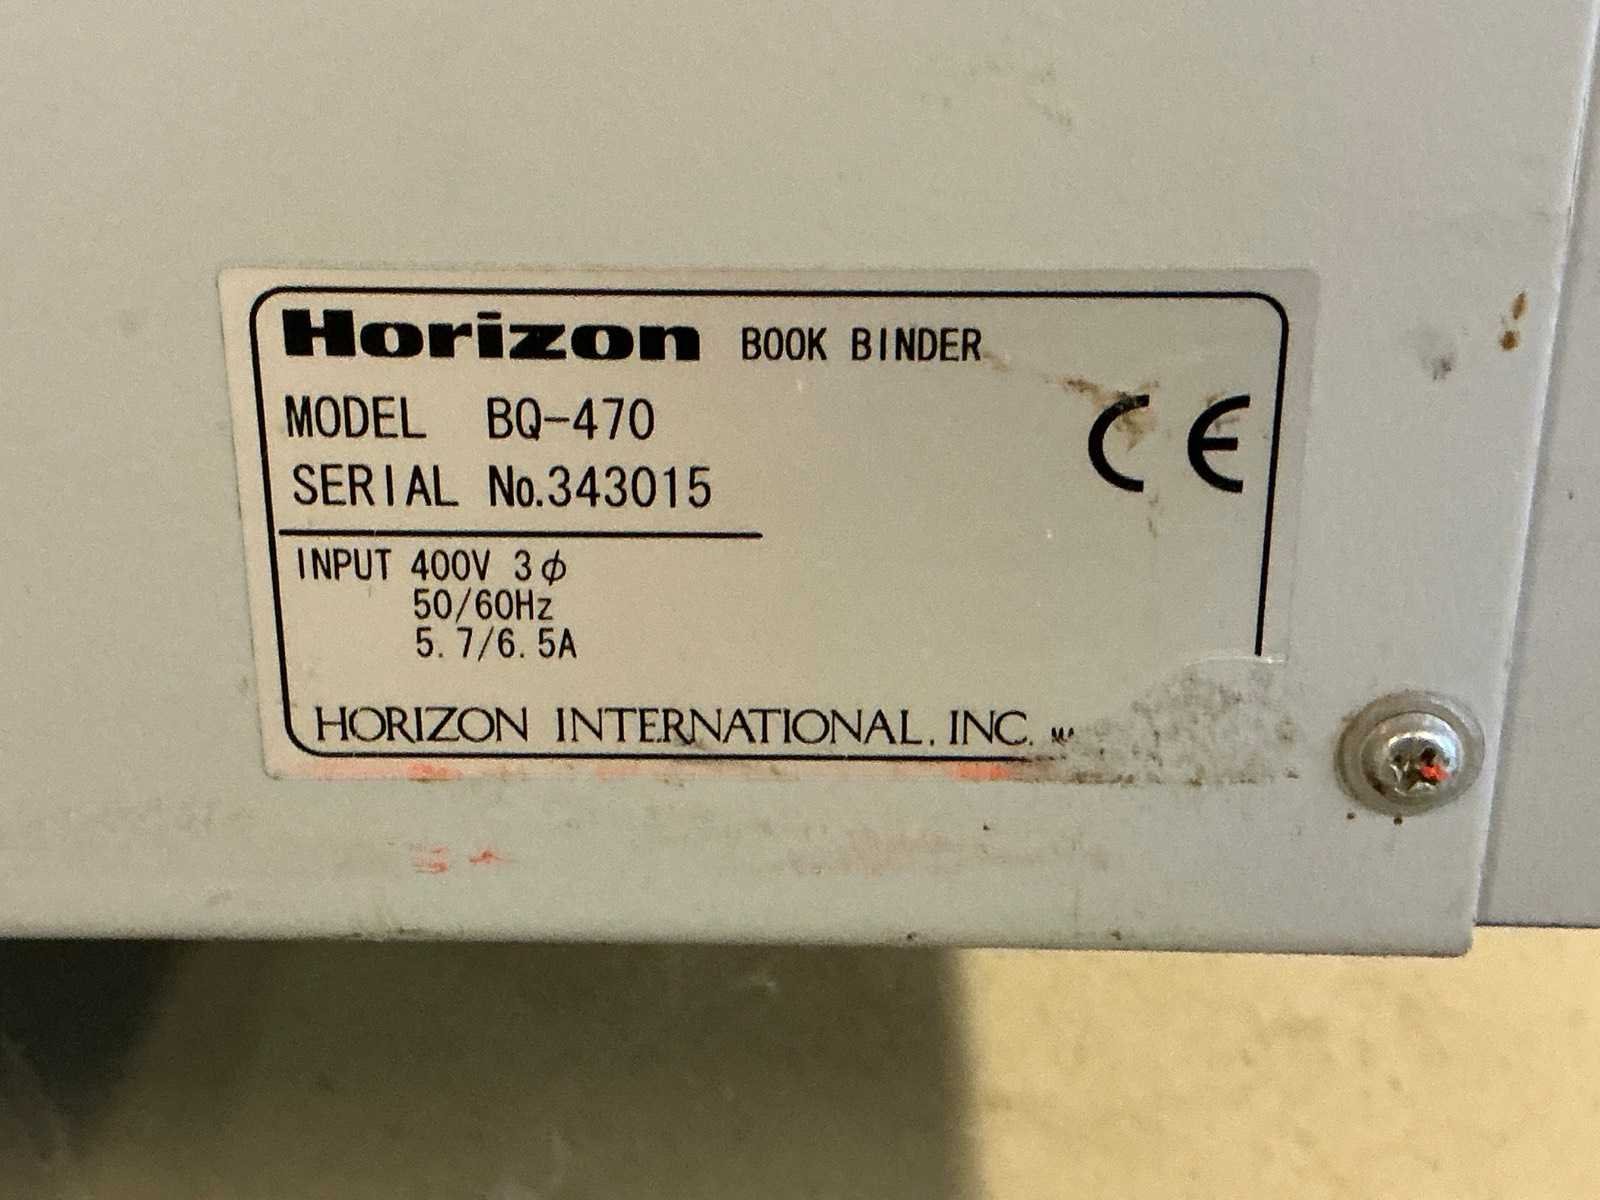 Horizon BOOK BINDER
MODEL BQ-470
SERIAL No.343015
CE
INPUT 400V 3φ
50/60Hz
5.7/6.5A
HORIZON INTERNATIONAL, INC.